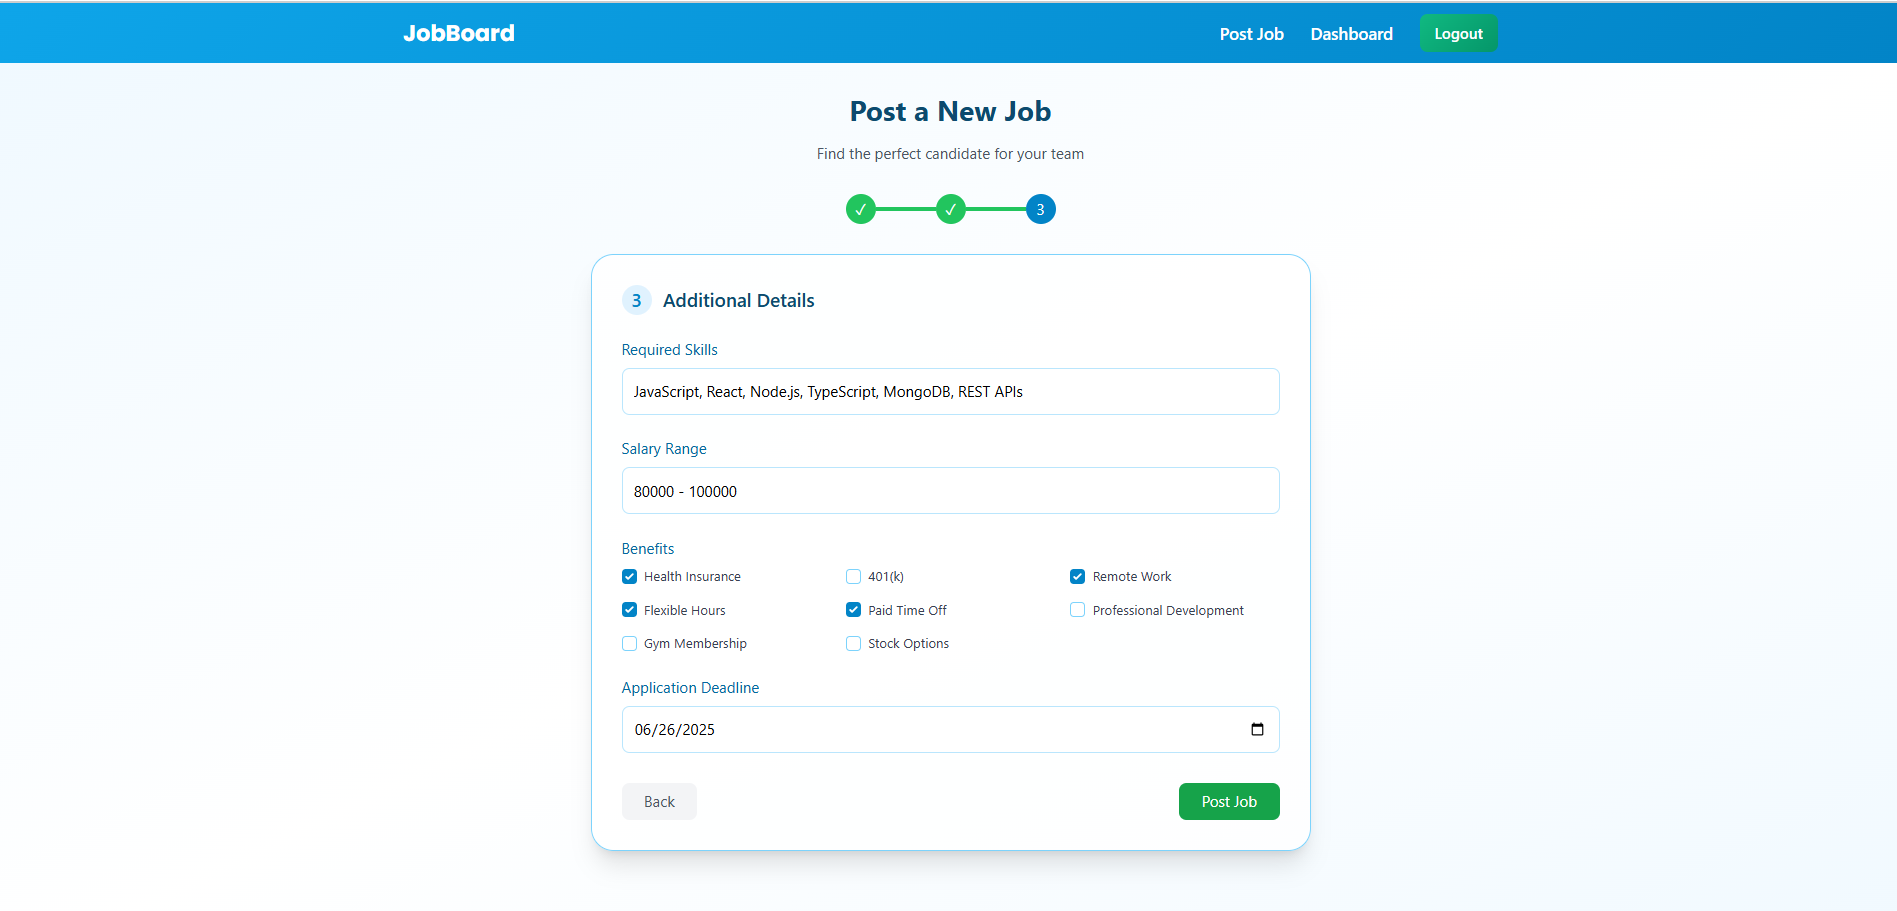 JobBoard
Post Job Dashboard Logout
Post a New Job
Find the perfect candidate for your team
✓ ✓ 3
3 Additional Details
Required Skills
JavaScript, React, Node.js, TypeScript, MongoDB, REST APIs
Salary Range
80000 - 100000
Benefits
Health Insurance 401(k) Remote Work
Flexible Hours Paid Time Off Professional Development
Gym Membership Stock Options
Application Deadline
06/26/2025
Back Post Job